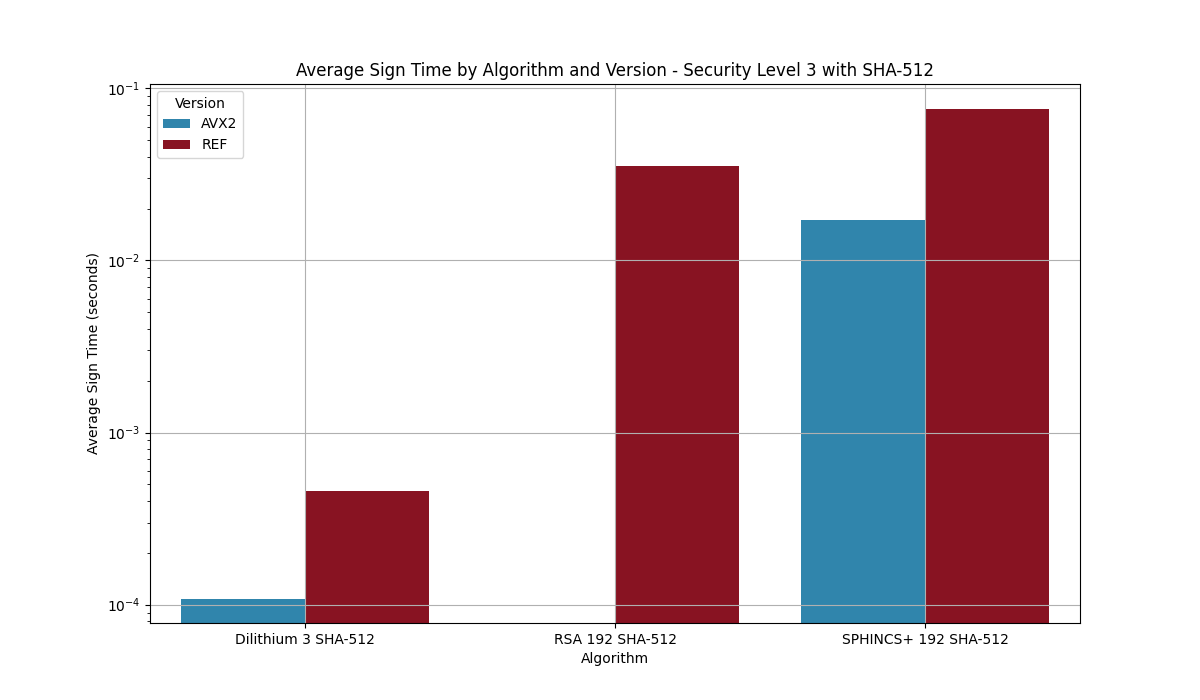 Average Sign Time by Algorithm and Version - Security Level 3 with SHA-512
Version
AVX2
REF
Average Sign Time (seconds)
10⁻¹
10⁻²
10⁻³
10⁻⁴
Dilithium 3 SHA-512
RSA 192 SHA-512
SPHINCS+ 192 SHA-512
Algorithm